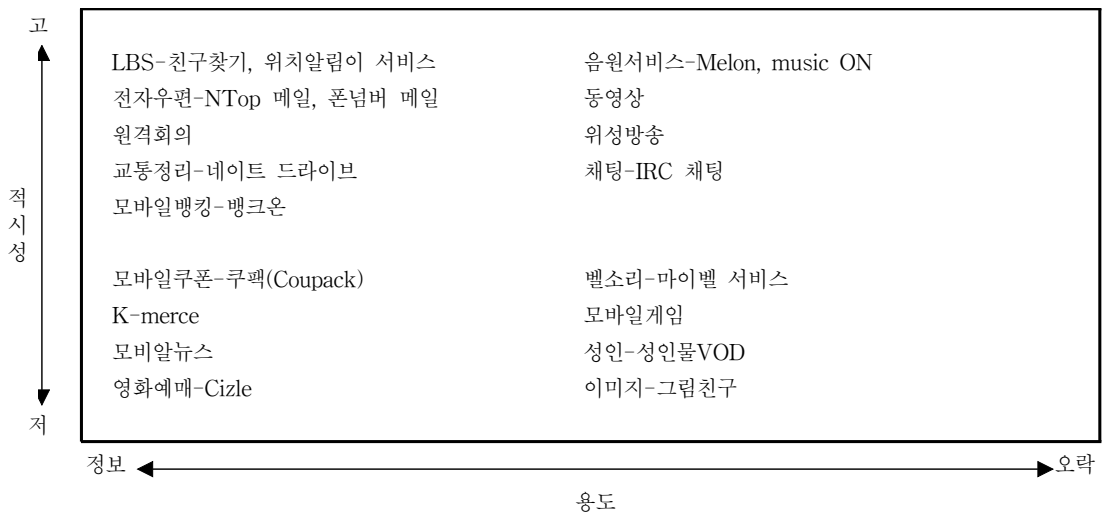 고
LBS-친구찾기, 위치알림이 서비스
음원서비스-Melon, music ON
전자우편-NTop 메일, 폰넘버 메일
동영상
원격회의
위성방송
교통정리-네이트 드라이브
채팅-IRC 채팅
모바일뱅킹-뱅크온
적시성
모바일쿠폰-쿠팩(Coupack)
벨소리-마이벨 서비스
K-merce
모바일게임
모비알뉴스
성인-성인물VOD
영화예매-Cizle
이미지-그림친구
저
정보
오락
용도